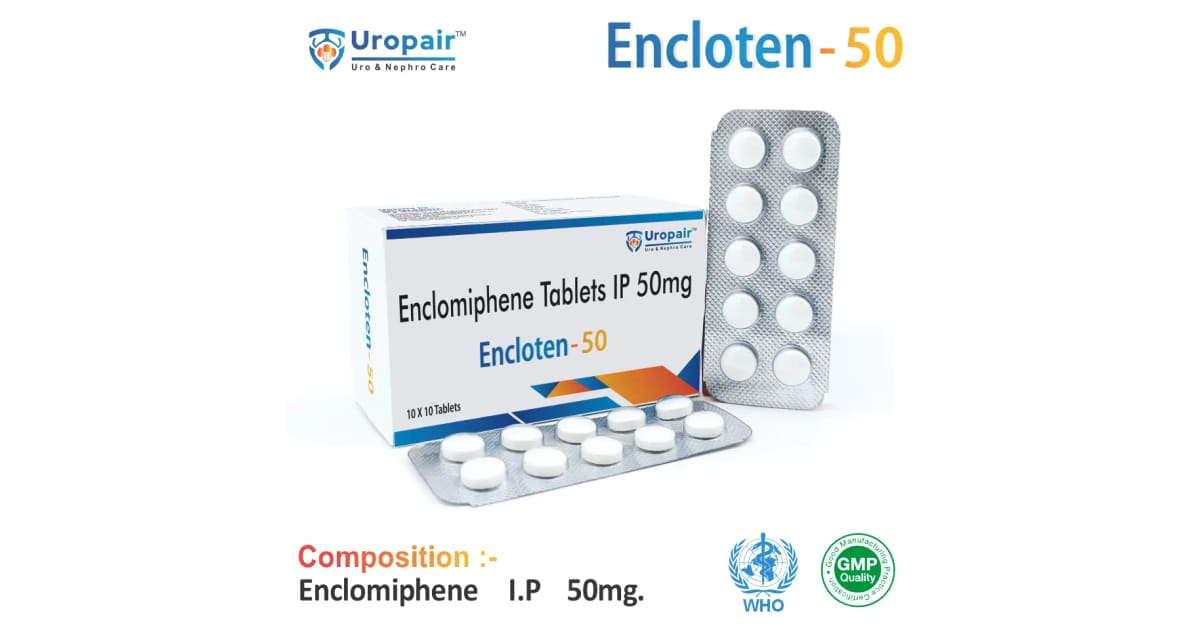 Uropair™
Uro & Nephro Care
Encloten - 50
Uropair™
Uro & Nephro Care
Enclomiphene Tablets IP 50mg
Encloten - 50
10 X 10 Tablets
Encloten - 50
Composition :-
Enclomiphene I.P 50mg.
WHO
Good Manufacturing Practice Certification
GMP
Quality